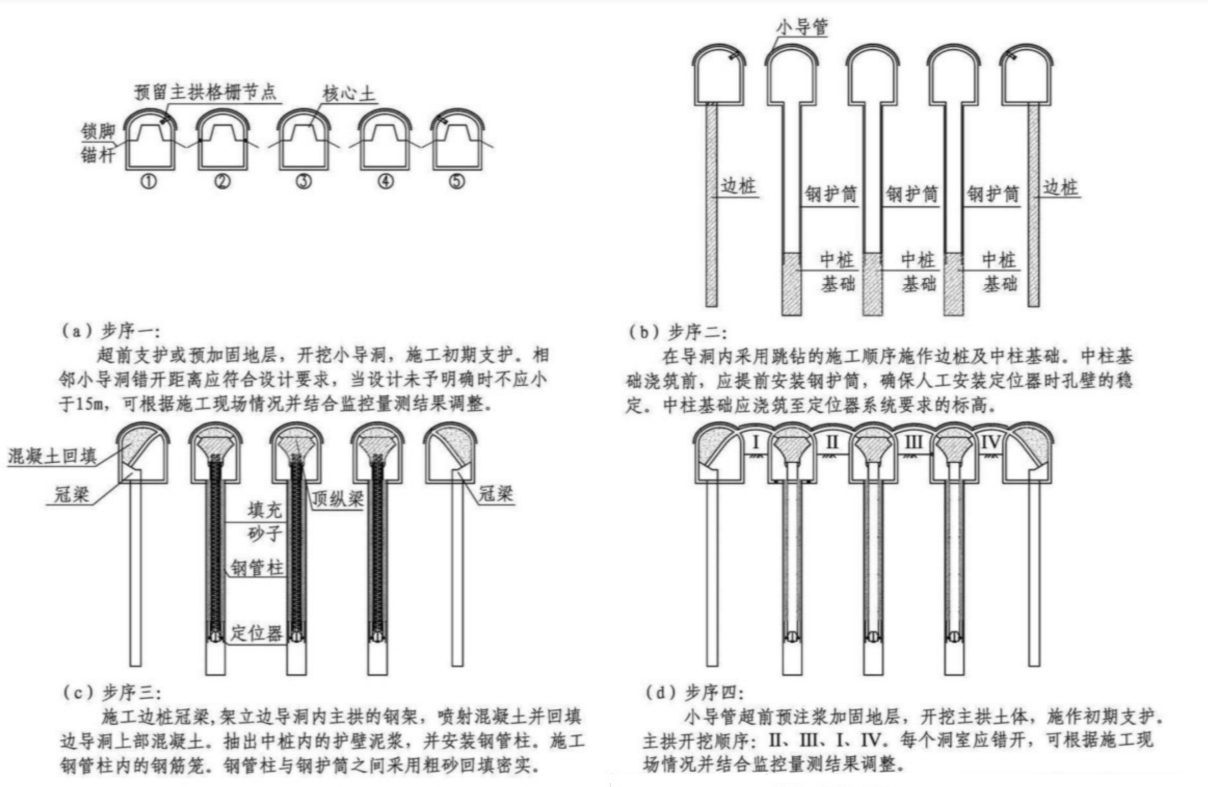 预留主拱格栅节点
核心土
锁脚
锚杆
①
②
③
④
⑤
(a)步序一:
超前支护或预加固地层，开挖小导洞，施工初期支护。相
邻小导洞错开距离应符合设计要求，当设计未予明确时不应小
于15m，可根据施工现场情况并结合监控量测结果调整。
小导管
边桩
钢护筒
钢护筒
钢护筒
边桩
中桩
基础
中桩
基础
中桩
基础
(b)步序二:
在导洞内采用跳钻的施工顺序施作边桩及中柱基础。中柱基
础浇筑前，应提前安装钢护筒，确保人工安装定位器时孔壁的稳
定。中柱基础应浇筑至定位器系统要求的标高。
混凝土回填
冠梁
填充
砂子
顶纵梁
冠梁
钢管柱
定位器
(c)步序三:
施工边桩冠梁,架立边导洞内主拱的钢架，喷射混凝土并回填
边导洞上部混凝土。抽出中桩内的护壁泥浆，并安装钢管柱。施工
钢管柱内的钢筋笼。钢管柱与钢护筒之间采用粗砂回填密实。
I
II
III
IV
(d)步序四:
小导管超前预注浆加固地层，开挖主拱土体，施作初期支护。
主拱开挖顺序: II、III、I、IV。每个洞室应错开，可根据施工现
场情况并结合监控量测结果调整。